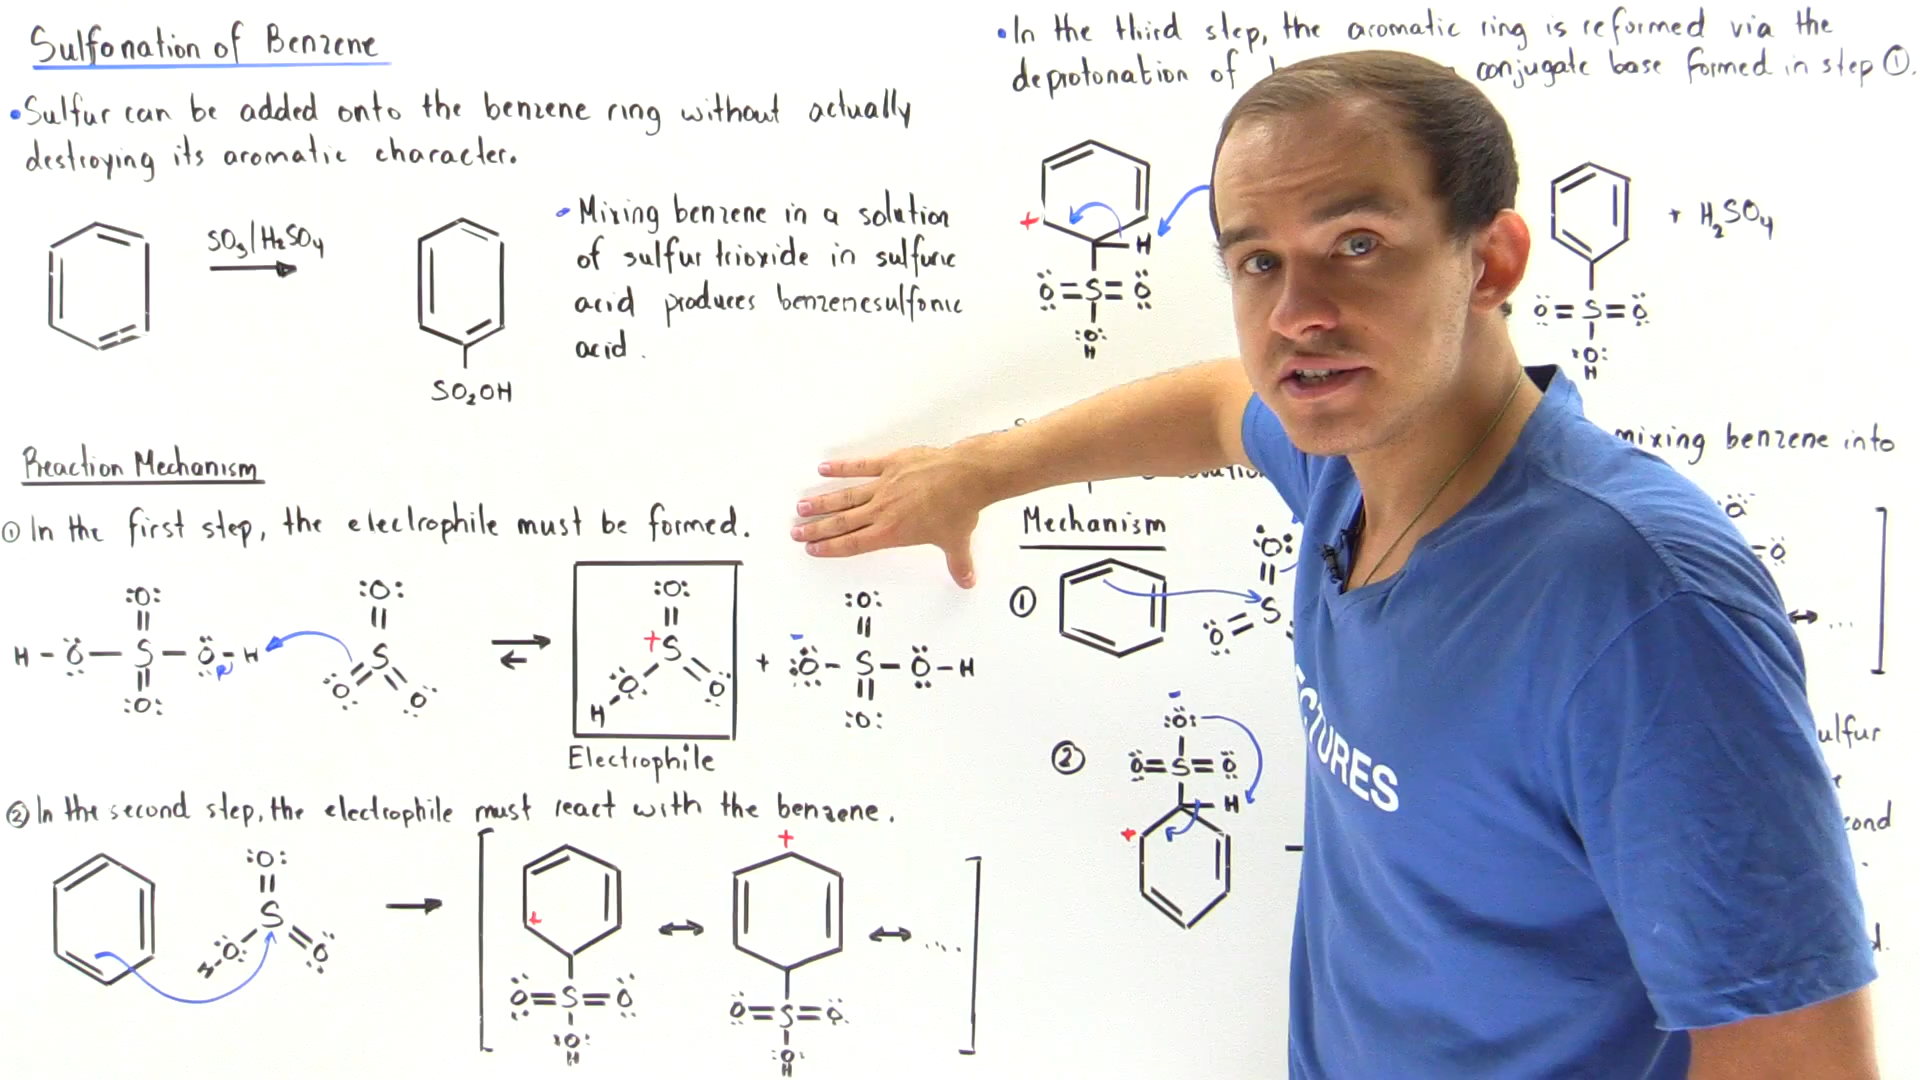 Sulfonation of Benzene
•Sulfur can be added onto the benzene ring without actually
destroying its aromatic character.
SO3/H2SO4
SO2OH
• Mixing benzene in a solution
of sulfur trioxide in sulfuric
acid produces benzenesulfonic
acid.
Reaction Mechanism
① In the first step, the electrophile must be formed.
:O:
H - O - S - O - H
:O:
:O:
S
O O
:O:
+ S
O O
H
Electrophile
+
:O:
- :O - S - O - H
:O:
② In the second step, the electrophile must react with the benzene.
:O:
S
H-O: O
+
O=S=O
:O:
H
+
O=S=O
:O:
H
....
• In the third step, the aromatic ring is reformed via the
deprotonation of conjugate base formed in step ①.
+
H
O=S=O
:O:
H
+ H2SO4
O=S=O
:O:
H
mixing benzene into
Mechanism
①
:O:
S
O
...
②
-
:O:
O=S=O
H
+
ulfur
cond
CTURES